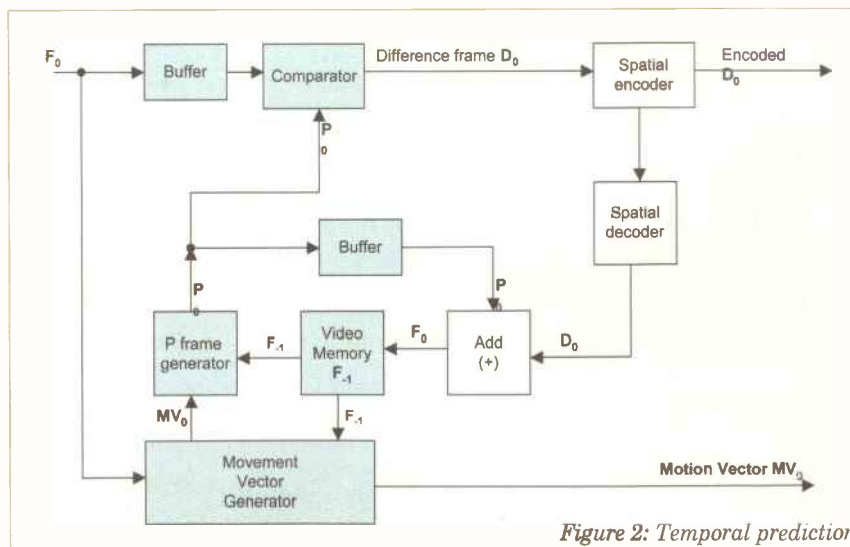 F₀
Buffer
Comparator
Difference frame D₀
Spatial
encoder
Encoded
D₀
P₀
Spatial
decoder
Buffer
P₀
P₀
P frame
generator
F₋₁
Video
Memory
F₋₁
F₀
Add
(+)
D₀
MV₀
F₋₁
Movement
Vector
Generator
Motion Vector MV₀
Figure 2: Temporal prediction